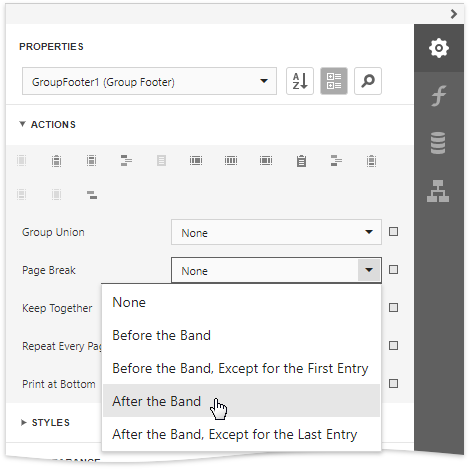 PROPERTIES
GroupFooter1 (Group Footer)
A
Z
ACTIONS
Group Union
None
Page Break
None
Keep Together
None
Before the Band
Repeat Every Pag
Before the Band, Except for the First Entry
Print at Bottom
After the Band
STYLES
After the Band, Except for the Last Entry